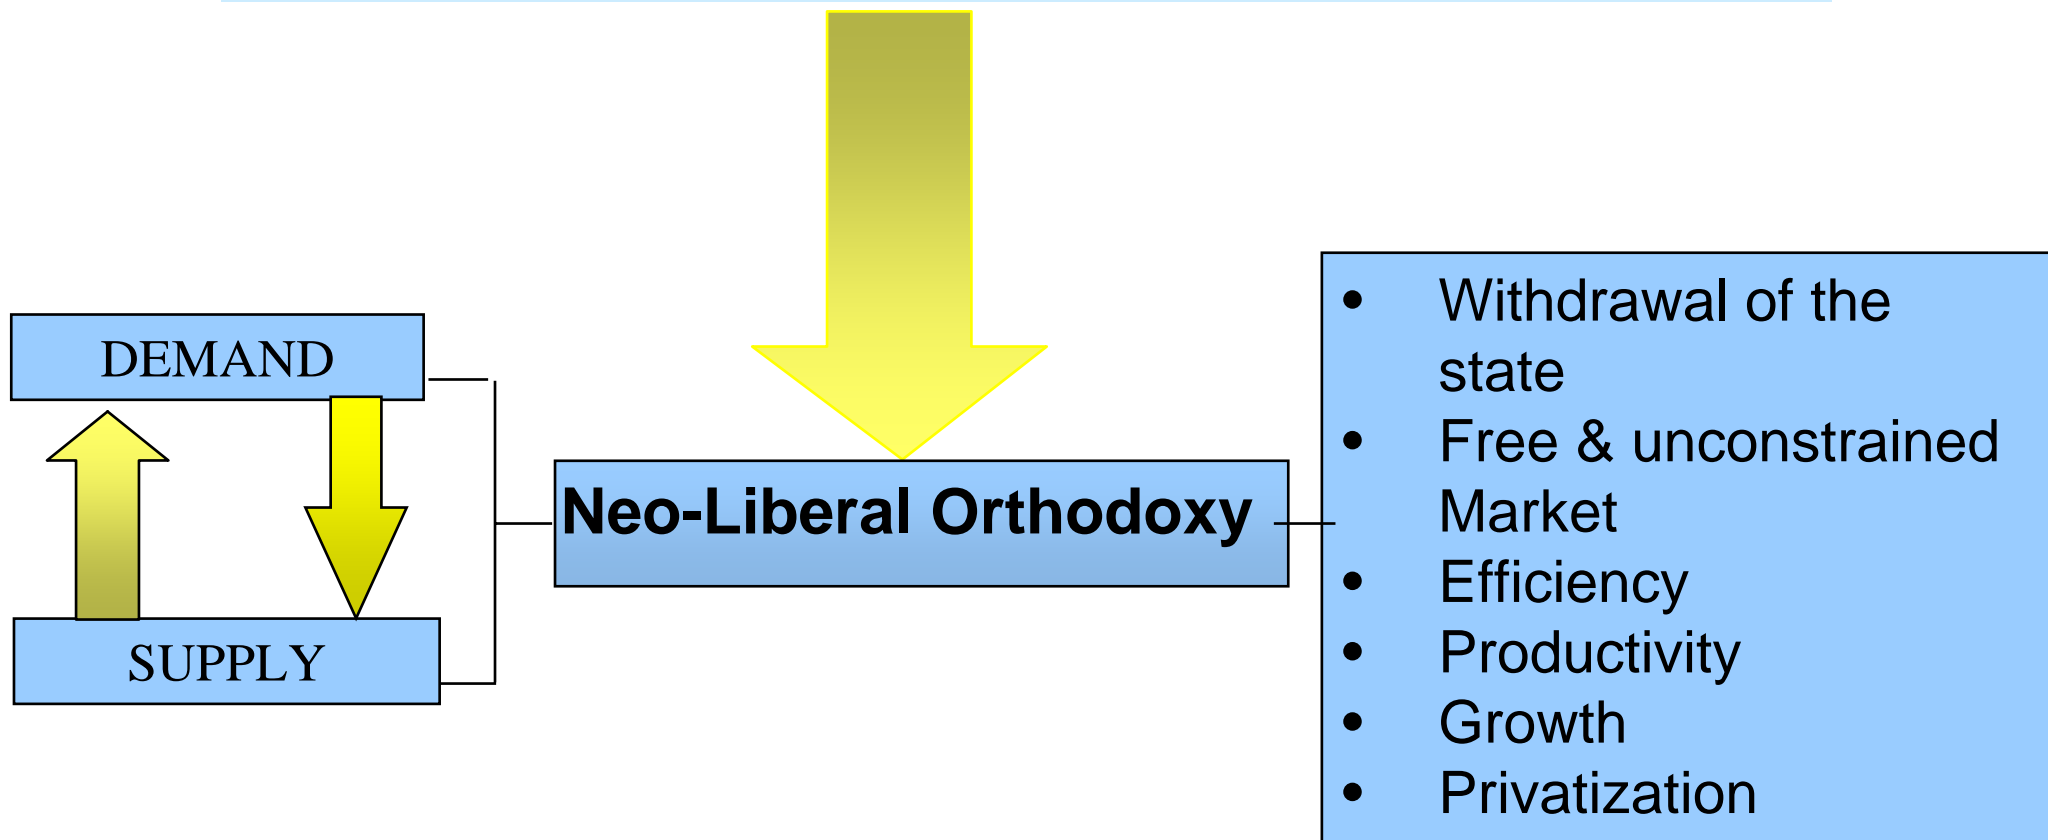 DEMAND
SUPPLY
Neo-Liberal Orthodoxy
• Withdrawal of the
state
• Free & unconstrained
Market
• Efficiency
• Productivity
• Growth
• Privatization